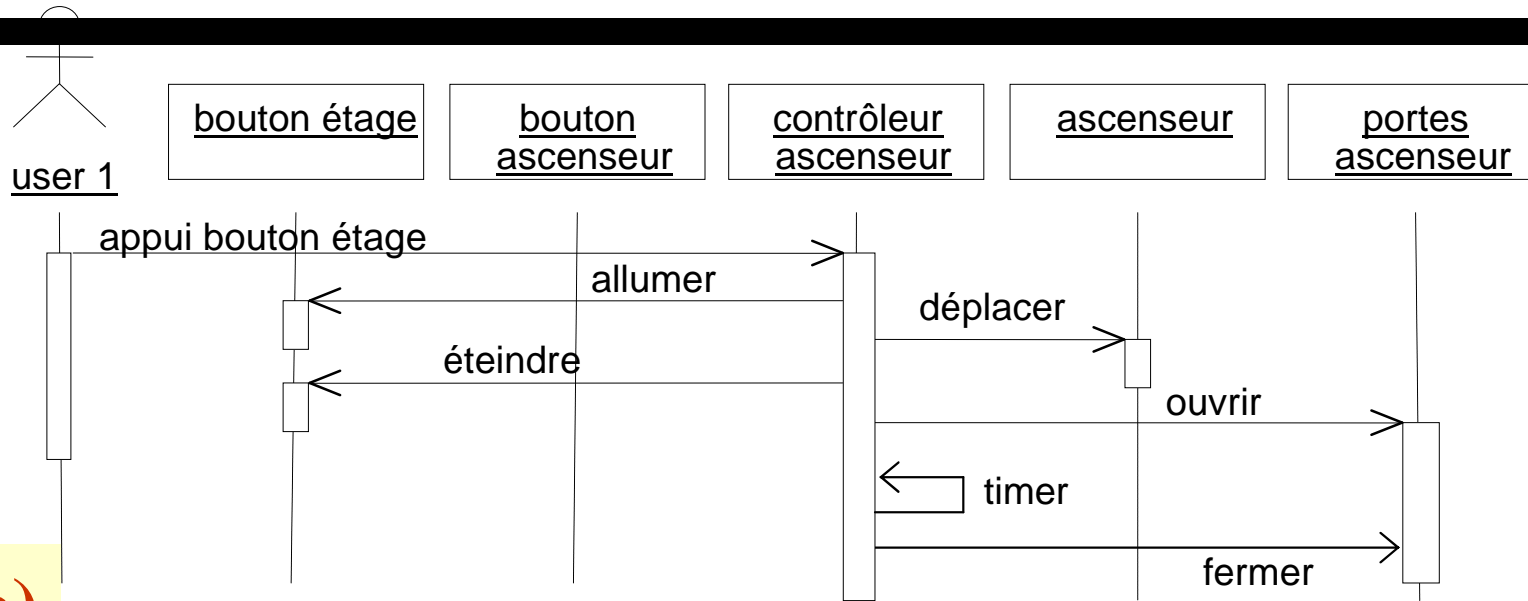 user 1
bouton étage
bouton
ascenseur
contrôleur
ascenseur
ascenseur
portes
ascenseur
appui bouton étage
allumer
déplacer
éteindre
ouvrir
timer
fermer